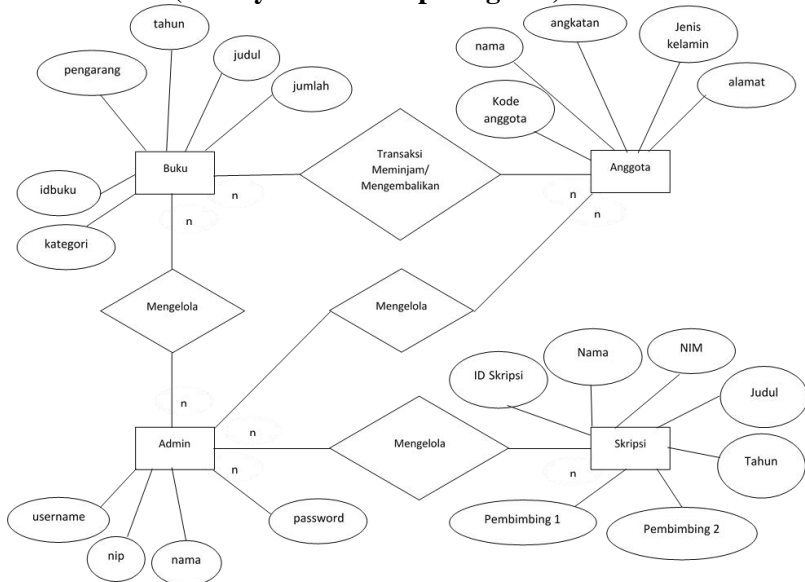 tahun
angkatan
Jenis
kelamin
nama
judul
pengarang
jumlah
alamat
Kode
anggota
Transaksi
Meminjam/
Mengembalikan
Buku
Anggota
idbuku
n
n
n
n
n
kategori
Mengelola
Mengelola
Nama
NIM
ID Skripsi
Judul
n
n
Admin
Mengelola
Skripsi
n
n
Tahun
username
password
Pembimbing 1
Pembimbing 2
nip
nama